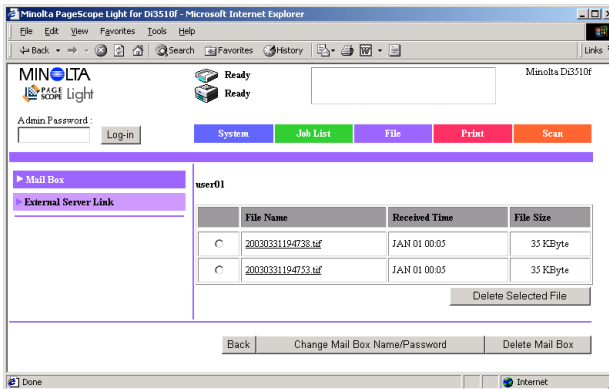 Minolta PageScope Light for Di3510f - Microsoft Internet Explorer
File Edit View Favorites Tools Help
Back Search Favorites History Links
MINOLTA
PAGE SCOPE Light
Ready
Ready
Minolta Di3510f
Admin Password :
Log-in
System Job List File Print Scan
Mail Box
External Server Link
user01
File Name Received Time File Size
20030331194738.tif JAN 01 00:05 35 KByte
20030331194753.tif JAN 01 00:05 35 KByte
Delete Selected File
Back Change Mail Box Name/Password Delete Mail Box
Done Internet